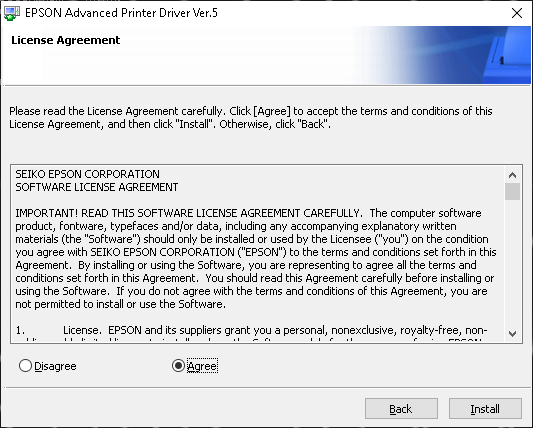 EPSON Advanced Printer Driver Ver.5
License Agreement
Please read the License Agreement carefully. Click [Agree] to accept the terms and conditions of this
License Agreement, and then click "Install". Otherwise, click "Back".
SEIKO EPSON CORPORATION
SOFTWARE LICENSE AGREEMENT
IMPORTANT! READ THIS SOFTWARE LICENSE AGREEMENT CAREFULLY. The computer software
product, fontware, typefaces and/or data, including any accompanying explanatory written
materials (the "Software") should only be installed or used by the Licensee ("you") on the condition
you agree with SEIKO EPSON CORPORATION ("EPSON") to the terms and conditions set forth in this
Agreement. By installing or using the Software, you are representing to agree all the terms and
conditions set forth in this Agreement. You should read this Agreement carefully before installing or
using the Software. If you do not agree with the terms and conditions of this Agreement, you are
not permitted to install or use the Software.
1. License. EPSON and its suppliers grant you a personal, nonexclusive, royalty-free, non-
Disagree
Agree
Back
Install